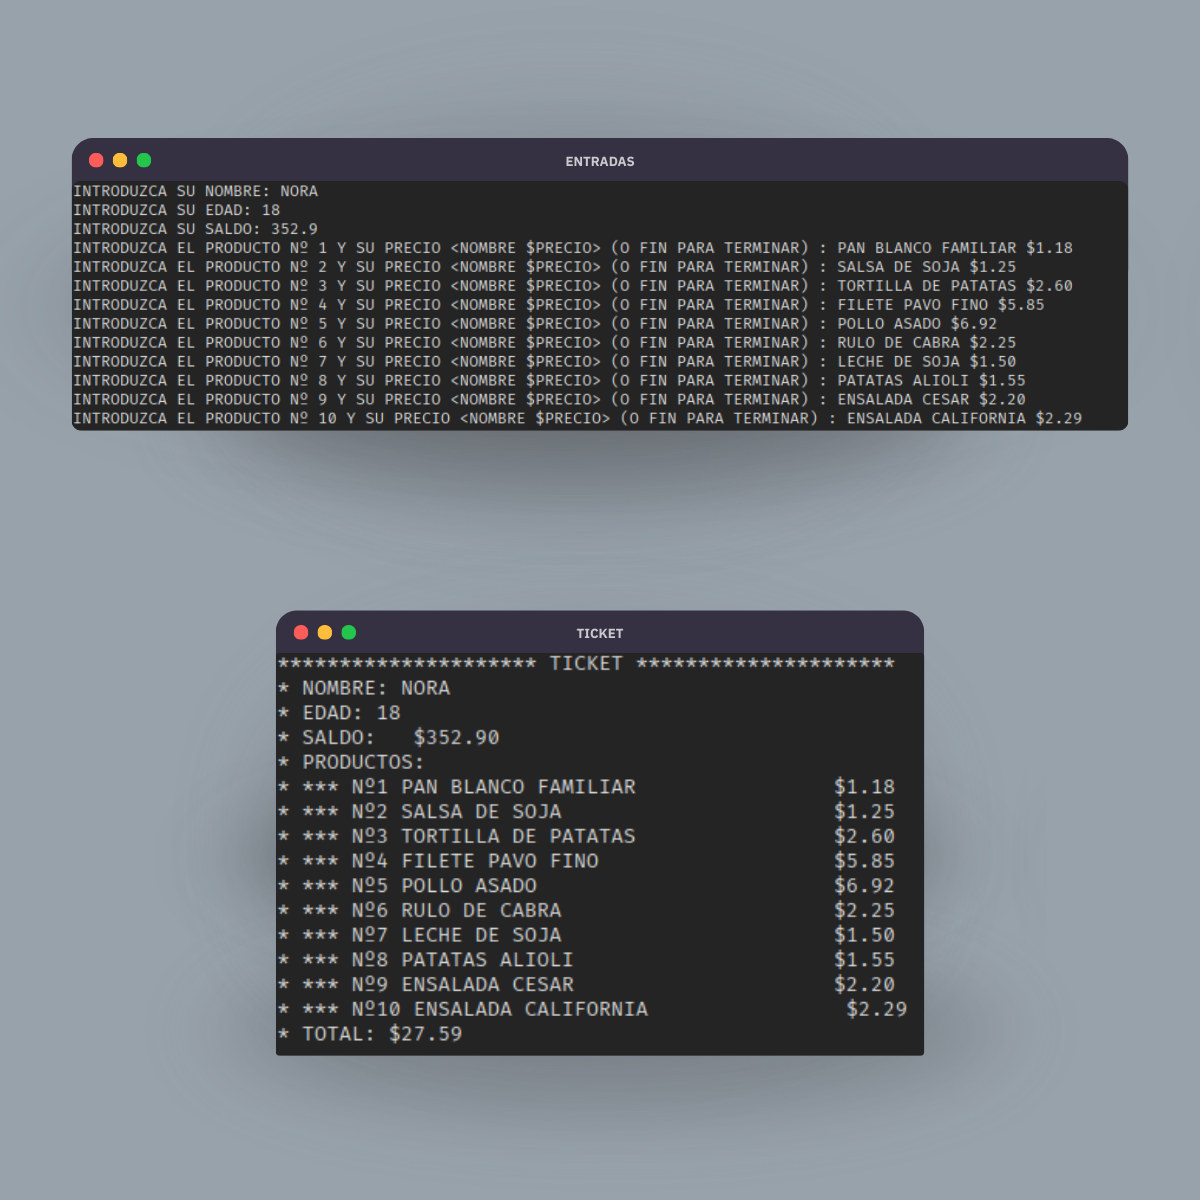 ENTRADAS
INTRODUZCA SU NOMBRE: NORA
INTRODUZCA SU EDAD: 18
INTRODUZCA SU SALDO: 352.9
INTRODUZCA EL PRODUCTO Nº 1 Y SU PRECIO <NOMBRE $PRECIO> (O FIN PARA TERMINAR) : PAN BLANCO FAMILIAR $1.18
INTRODUZCA EL PRODUCTO Nº 2 Y SU PRECIO <NOMBRE $PRECIO> (O FIN PARA TERMINAR) : SALSA DE SOJA $1.25
INTRODUZCA EL PRODUCTO Nº 3 Y SU PRECIO <NOMBRE $PRECIO> (O FIN PARA TERMINAR) : TORTILLA DE PATATAS $2.60
INTRODUZCA EL PRODUCTO Nº 4 Y SU PRECIO <NOMBRE $PRECIO> (O FIN PARA TERMINAR) : FILETE PAVO FINO $5.85
INTRODUZCA EL PRODUCTO Nº 5 Y SU PRECIO <NOMBRE $PRECIO> (O FIN PARA TERMINAR) : POLLO ASADO $6.92
INTRODUZCA EL PRODUCTO Nº 6 Y SU PRECIO <NOMBRE $PRECIO> (O FIN PARA TERMINAR) : RULO DE CABRA $2.25
INTRODUZCA EL PRODUCTO Nº 7 Y SU PRECIO <NOMBRE $PRECIO> (O FIN PARA TERMINAR) : LECHE DE SOJA $1.50
INTRODUZCA EL PRODUCTO Nº 8 Y SU PRECIO <NOMBRE $PRECIO> (O FIN PARA TERMINAR) : PATATAS ALIOLI $1.55
INTRODUZCA EL PRODUCTO Nº 9 Y SU PRECIO <NOMBRE $PRECIO> (O FIN PARA TERMINAR) : ENSALADA CESAR $2.20
INTRODUZCA EL PRODUCTO Nº 10 Y SU PRECIO <NOMBRE $PRECIO> (O FIN PARA TERMINAR) : ENSALADA CALIFORNIA $2.29
TICKET
********************* TICKET *********************
* NOMBRE: NORA
* EDAD: 18
* SALDO:   $352.90
* PRODUCTOS:
* *** Nº1 PAN BLANCO FAMILIAR                $1.18
* *** Nº2 SALSA DE SOJA                      $1.25
* *** Nº3 TORTILLA DE PATATAS                $2.60
* *** Nº4 FILETE PAVO FINO                   $5.85
* *** Nº5 POLLO ASADO                        $6.92
* *** Nº6 RULO DE CABRA                      $2.25
* *** Nº7 LECHE DE SOJA                      $1.50
* *** Nº8 PATATAS ALIOLI                     $1.55
* *** Nº9 ENSALADA CESAR                     $2.20
* *** Nº10 ENSALADA CALIFORNIA                $2.29
* TOTAL: $27.59